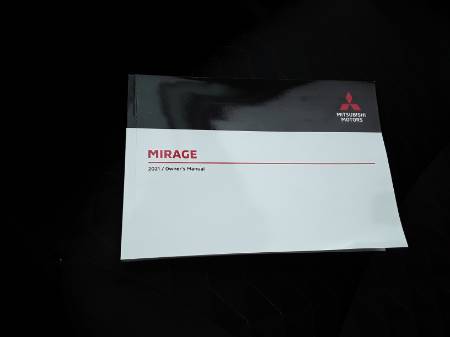 MITSUBISHI
MOTORS
MIRAGE
2021 / Owner's Manual